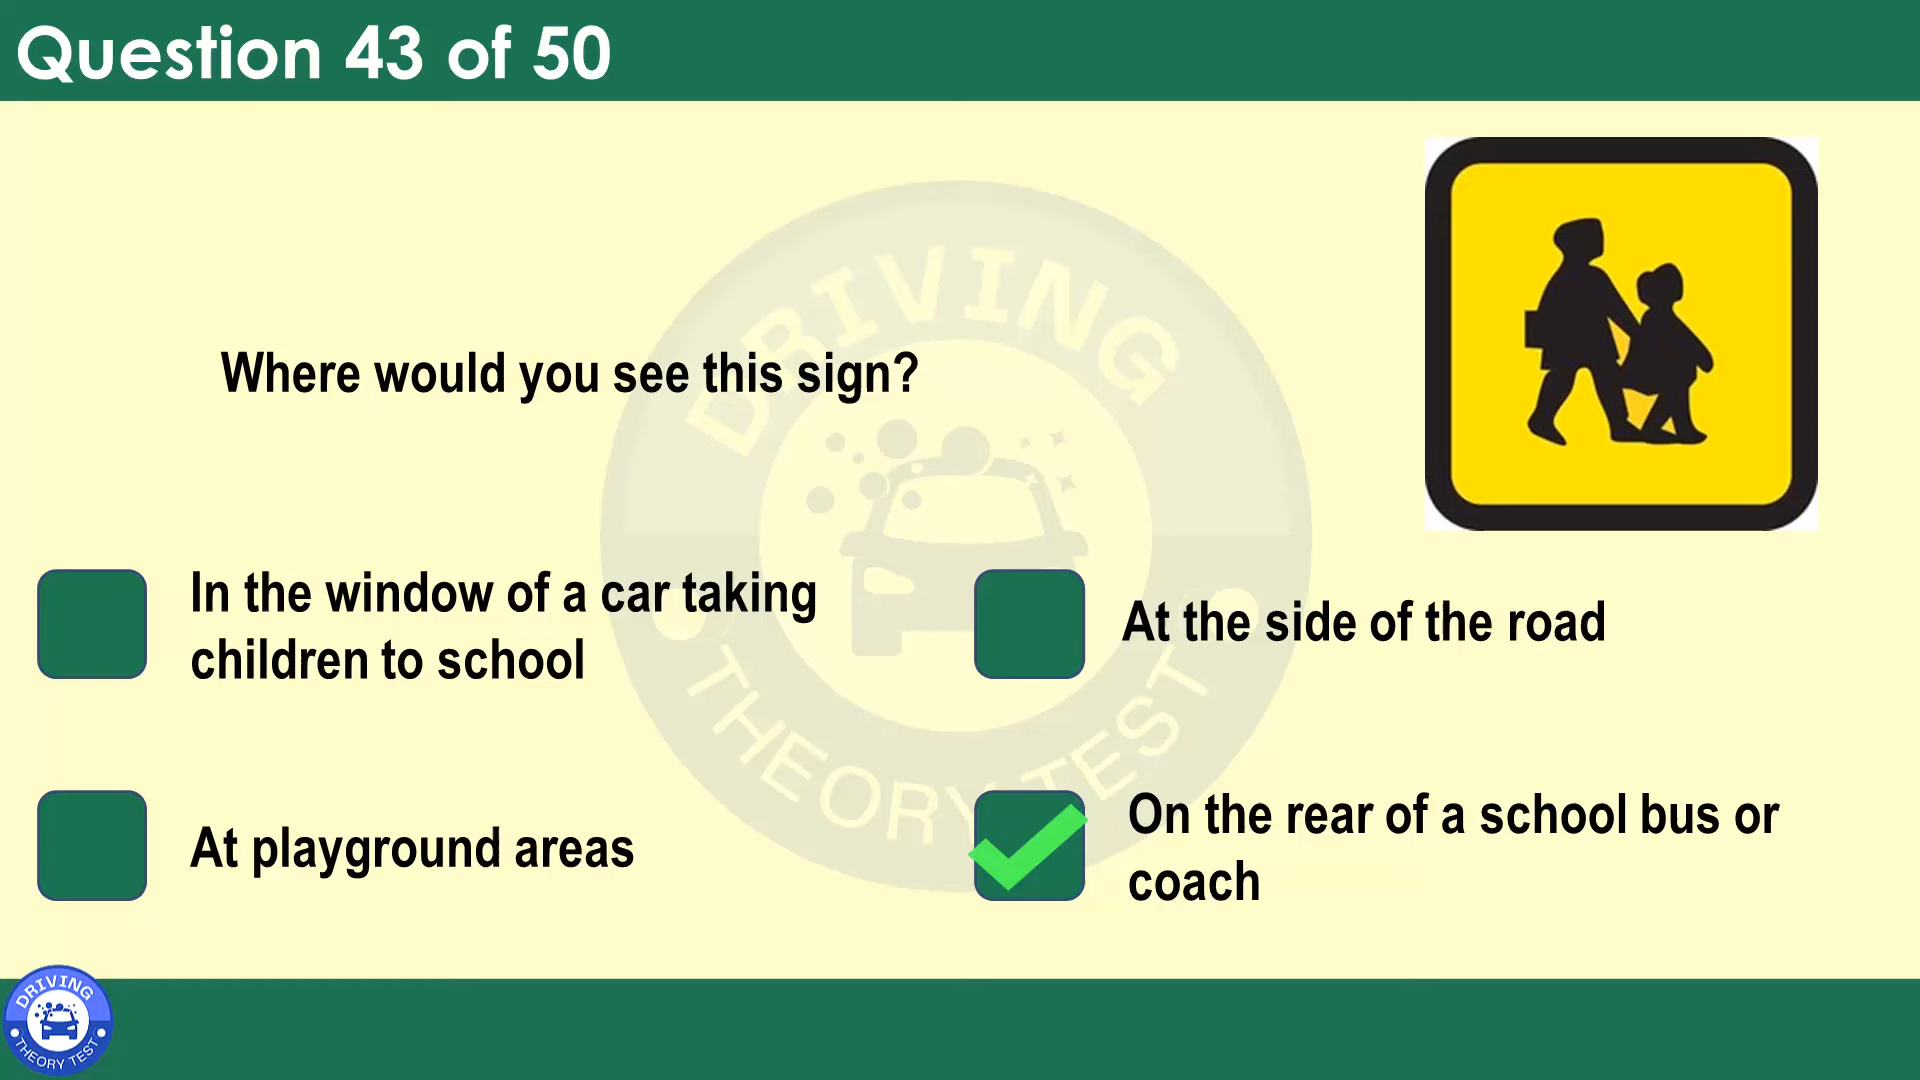 Question 43 of 50
Where would you see this sign?
In the window of a car taking
children to school
At the side of the road
At playground areas
On the rear of a school bus or
coach
DRIVING
THEORY TEST
DRIVING
THEORY TEST